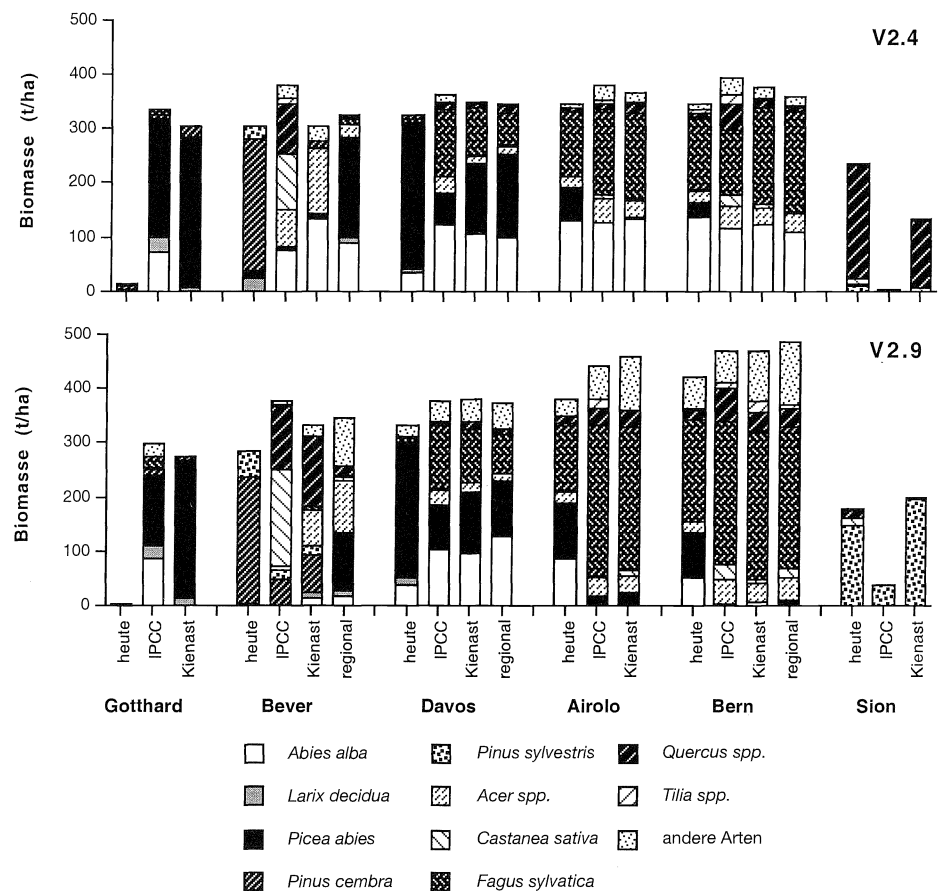 500
V2.4
400
300
200
100
0
Biomasse (t/ha)
500
V2.9
400
300
200
100
0
Biomasse (t/ha)
heute IPCC Kienast heute IPCC Kienast regional heute IPCC Kienast regional heute IPCC Kienast heute IPCC Kienast regional heute IPCC Kienast
Gotthard Bever Davos Airolo Bern Sion
Abies alba Pinus sylvestris Quercus spp.
Larix decidua Acer spp. Tilia spp.
Picea abies Castanea sativa andere Arten
Pinus cembra Fagus sylvatica